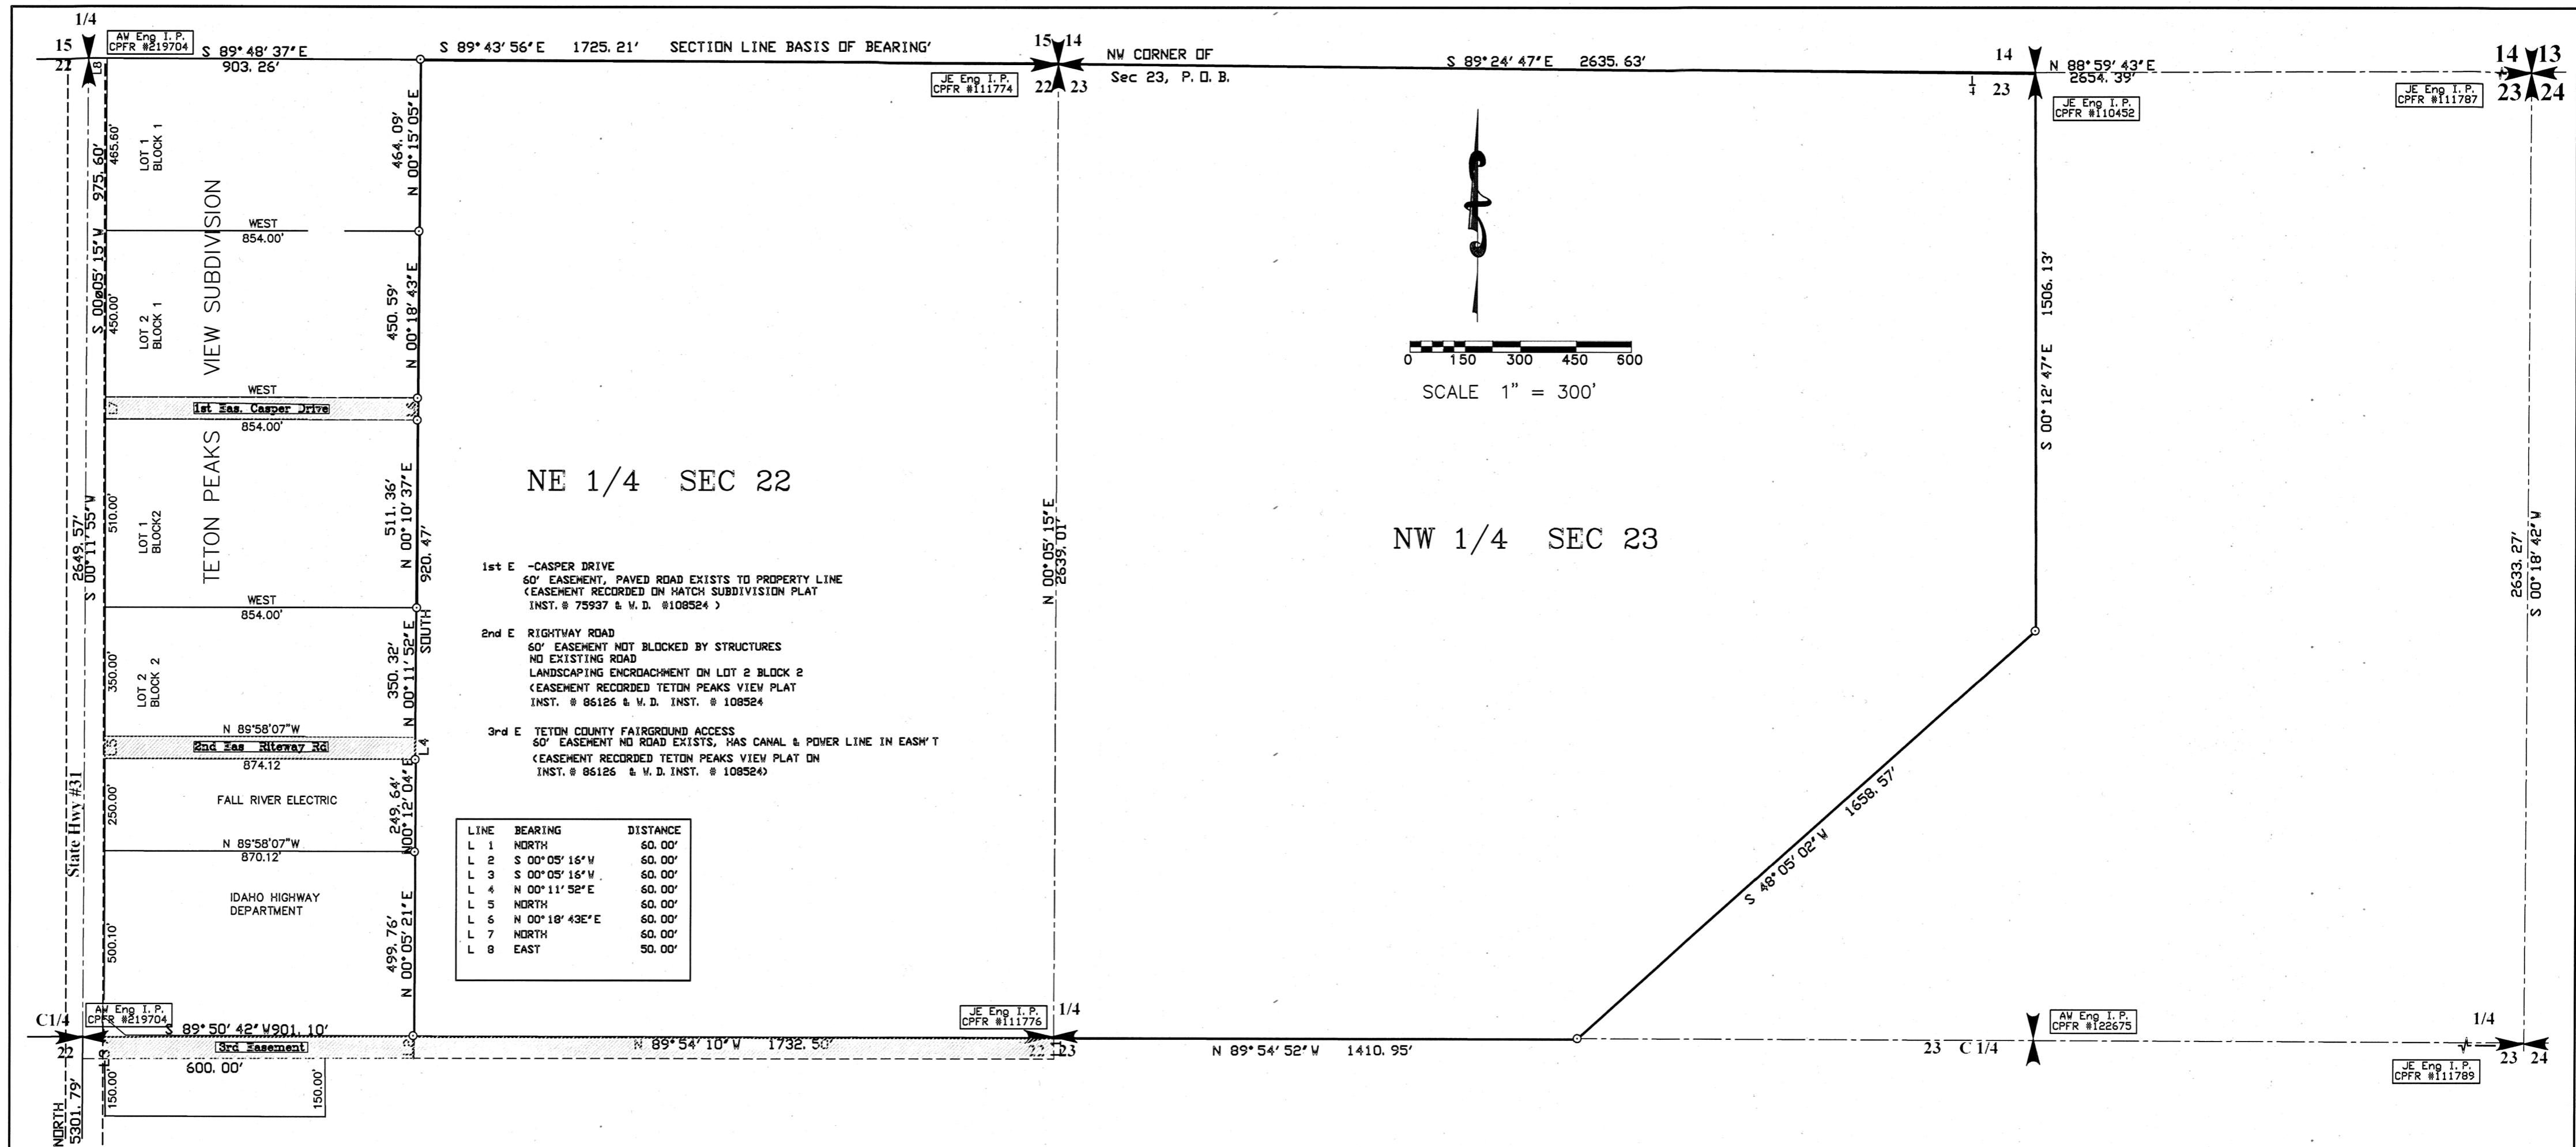 1/4
15
22
AW Eng I. P.
CPFR #219704
L8
S 89° 48' 37" E
903. 26'
S 89° 43' 56" E 1725. 21' SECTION LINE BASIS OF BEARING'
15 14
22 23
JE Eng I. P.
CPFR #111774
NW CORNER OF
Sec 23, P. O. B.
S 89° 24' 47" E 2635. 63'
14
1/4 23
N 88° 59' 43" E
2654. 39'
JE Eng I. P.
CPFR #110452
JE Eng I. P.
CPFR #111787
14 13
23 24
S 00ø05' 15" W 975. 60'
465.60'
LOT 1
BLOCK 1
464. 09'
N 00° 15' 05" E
WEST
854.00'
450.00'
LOT 2
BLOCK 1
450. 59'
N 00° 18' 43" E
TETON PEAKS VIEW SUBDIVISION
WEST
L7
1st Eas. Casper Drive
L6
854.00'
0 150 300 450 600
SCALE 1" = 300'
S 00° 12' 47" E 1506. 13'
2649. 57'
S 00° 11' 55" W
510.00'
LOT 1
BLOCK2
511. 36'
N 00° 10' 37" E
SOUTH 920. 47'
NE 1/4 SEC 22
N 00° 05' 15" E
2639. 01'
NW 1/4 SEC 23
2633. 27'
S 00° 18' 42" W
WEST
854.00'
350.00'
LOT 2
BLOCK 2
350. 32'
N 00° 11' 52" E
1st E -CASPER DRIVE
60' EASEMENT, PAVED ROAD EXISTS TO PROPERTY LINE
(EASEMENT RECORDED ON HATCH SUBDIVISION PLAT
INST. # 75937 & W. D. #108524 )
2nd E RIGHTWAY ROAD
60' EASEMENT NOT BLOCKED BY STRUCTURES
NO EXISTING ROAD
LANDSCAPING ENCROACHMENT ON LOT 2 BLOCK 2
(EASEMENT RECORDED TETON PEAKS VIEW PLAT
INST. # 86126 & W. D. INST. # 108524
3rd E TETON COUNTY FAIRGROUND ACCESS
60' EASEMENT NO ROAD EXISTS, HAS CANAL & POWER LINE IN EASM'T
(EASEMENT RECORDED TETON PEAKS VIEW PLAT ON
INST. # 86126 & W. D. INST. # 108524)
N 89°58'07"W
L5
2nd Eas Riteway Rd
L4
874.12
State Hwy #31
250.00'
FALL RIVER ELECTRIC
249. 64'
N00° 12' 04" E
N 89°58'07"W
870.12'
IDAHO HIGHWAY
DEPARTMENT
500.10'
499. 76'
N 00° 05' 21" E
LINE BEARING DISTANCE
L 1 NORTH 60. 00'
L 2 S 00° 05' 16" W 60. 00'
L 3 S 00° 05' 16" W 60. 00'
L 4 N 00° 11' 52" E 60. 00'
L 5 NORTH 60. 00'
L 6 N 00° 18' 43E" E 60. 00'
L 7 NORTH 60. 00'
L 8 EAST 50. 00'
S 48° 05' 02" W 1658. 57'
C1/4
22
AW Eng I. P.
CPFR #219704
S 89° 50' 42" W901. 10'
L3
3rd Easement
L2
600. 00'
150.00'
150.00'
NORTH
5301. 79'
N 89° 54' 10" W 1732. 50'
JE Eng I. P.
CPFR #111776
1/4
22 23
N 89° 54' 52" W 1410. 95'
23 C 1/4
AW Eng I. P.
CPFR #122675
1/4
23 24
JE Eng I. P.
CPFR #111789